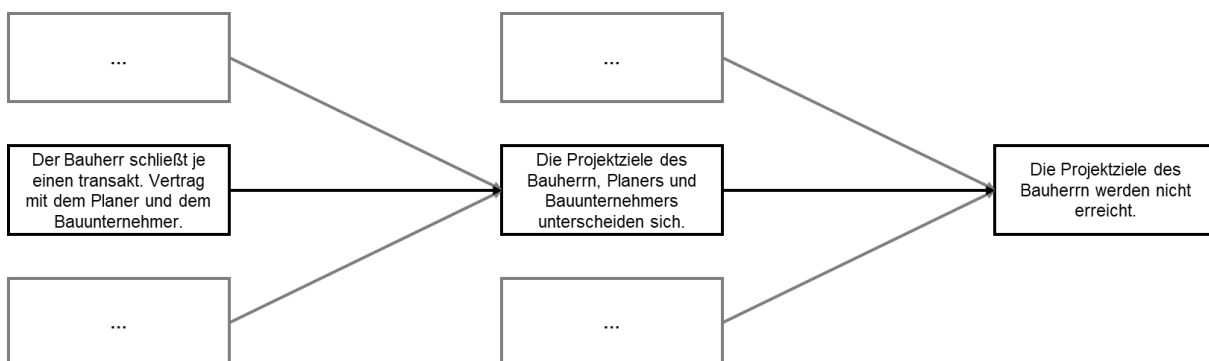 ...
...
Der Bauherr schließt je
einen transakt. Vertrag
mit dem Planer und dem
Bauunternehmer.
Die Projektziele des
Bauherrn, Planers und
Bauunternehmers
unterscheiden sich.
Die Projektziele des
Bauherrn werden nicht
erreicht.
...
...